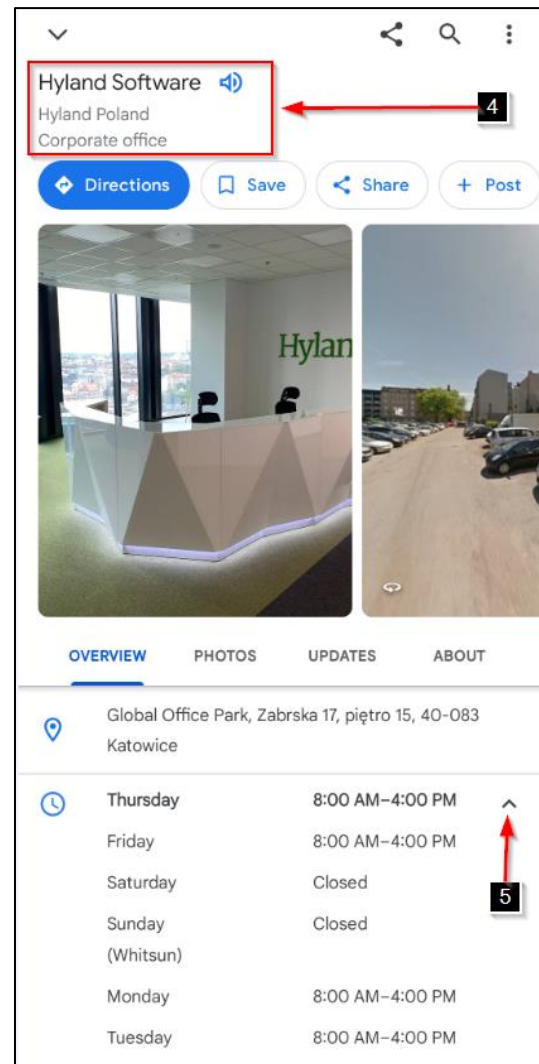 Hyland Software
Hyland Poland
Corporate office
4
Directions
Save
Share
+ Post
Hylan
OVERVIEW
PHOTOS
UPDATES
ABOUT
Global Office Park, Zabrska 17, piętro 15, 40-083
Katowice
Thursday 8:00 AM–4:00 PM
Friday 8:00 AM–4:00 PM
Saturday Closed
5
Sunday Closed
(Whitsun)
Monday 8:00 AM–4:00 PM
Tuesday 8:00 AM–4:00 PM